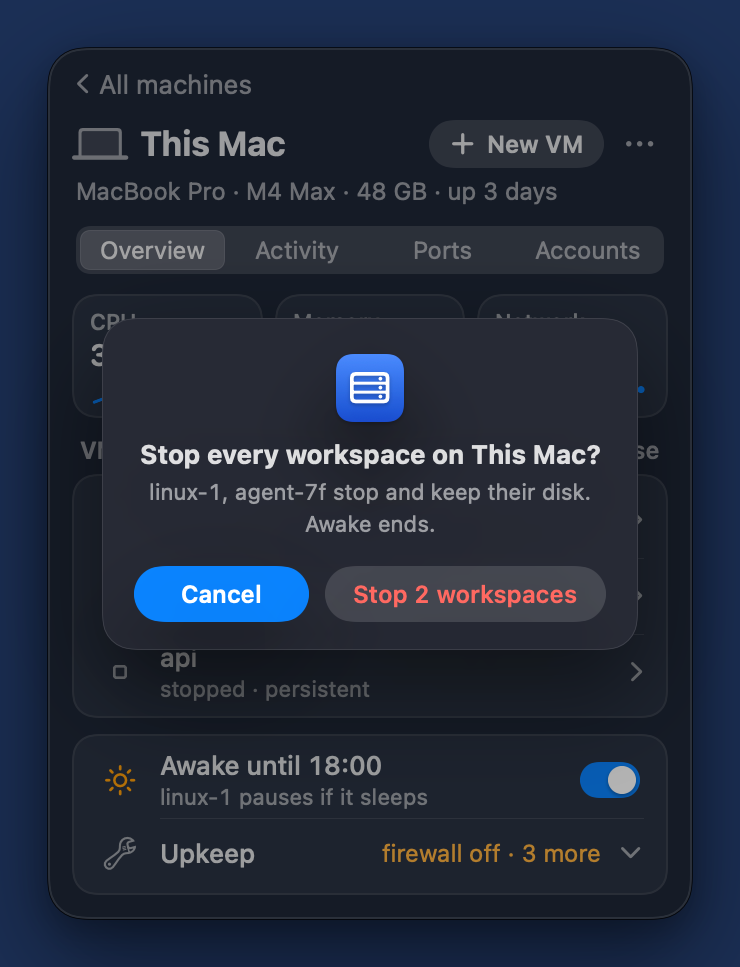 All machines
This Mac
New VM
MacBook Pro · M4 Max · 48 GB · up 3 days
Overview
Activity
Ports
Accounts
Stop every workspace on This Mac?
linux-1, agent-7f stop and keep their disk.
Awake ends.
Cancel
Stop 2 workspaces
api
stopped · persistent
Awake until 18:00
linux-1 pauses if it sleeps
Upkeep
firewall off · 3 more